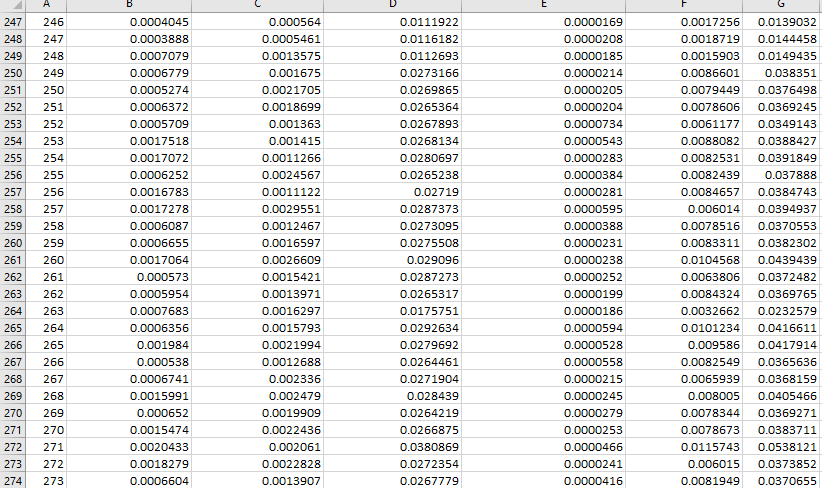 A B C D E F G
247 246 0.0004045 0.000564 0.0111922 0.0000169 0.0017256 0.0139032
248 247 0.0003888 0.0005461 0.0116182 0.0000208 0.0018719 0.0144458
249 248 0.0007079 0.0013575 0.0112693 0.0000185 0.0015903 0.0149435
250 249 0.0006779 0.001675 0.0273166 0.0000214 0.0086601 0.038351
251 250 0.0005274 0.0021705 0.0269865 0.0000205 0.0079449 0.0376498
252 251 0.0006372 0.0018699 0.0265364 0.0000204 0.0078606 0.0369245
253 252 0.0005709 0.001363 0.0267893 0.0000734 0.0061177 0.0349143
254 253 0.0017518 0.001415 0.0268134 0.0000543 0.0088082 0.0388427
255 254 0.0017072 0.0011266 0.0280697 0.0000283 0.0082531 0.0391849
256 255 0.0006252 0.0024567 0.0265238 0.0000384 0.0082439 0.037888
257 256 0.0016783 0.0011122 0.02719 0.0000281 0.0084657 0.0384743
258 257 0.0017278 0.0029551 0.0287373 0.0000595 0.006014 0.0394937
259 258 0.0006087 0.0012467 0.0273095 0.0000388 0.0078516 0.0370553
260 259 0.0006655 0.0016597 0.0275508 0.0000231 0.0083311 0.0382302
261 260 0.0017064 0.0026609 0.029096 0.0000238 0.0104568 0.0439439
262 261 0.000573 0.0015421 0.0287273 0.0000252 0.0063806 0.0372482
263 262 0.0005954 0.0013971 0.0265317 0.0000199 0.0084324 0.0369765
264 263 0.0007683 0.0016297 0.0175751 0.0000186 0.0032662 0.0232579
265 264 0.0006356 0.0015793 0.0292634 0.0000594 0.0101234 0.0416611
266 265 0.001984 0.0021994 0.0279692 0.0000528 0.009586 0.0417914
267 266 0.000538 0.0012688 0.0264461 0.0000558 0.0082549 0.0365636
268 267 0.0006741 0.002336 0.0271904 0.0000215 0.0065939 0.0368159
269 268 0.0015991 0.002479 0.028439 0.0000245 0.008005 0.0405466
270 269 0.000652 0.0019909 0.0264219 0.0000279 0.0078344 0.0369271
271 270 0.0015474 0.0022436 0.0266875 0.0000253 0.0078673 0.0383711
272 271 0.0020433 0.002061 0.0380869 0.0000466 0.0115743 0.0538121
273 272 0.0018279 0.0022828 0.0272354 0.0000241 0.006015 0.0373852
274 273 0.0006604 0.0013907 0.0267779 0.0000416 0.0081949 0.0370655